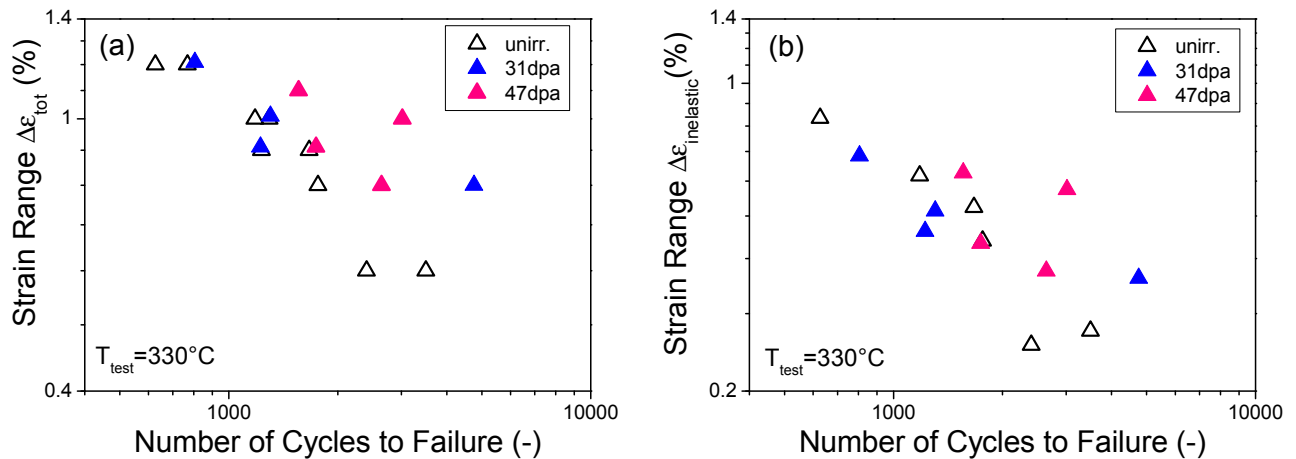 (a)
unirr.
31dpa
47dpa
1.4
1
0.4
Strain Range Δε_tot (%)
T_test=330°C
1000
10000
Number of Cycles to Failure (-)
(b)
unirr.
31dpa
47dpa
1.4
1
0.2
Strain Range Δε_inelastic(%)
T_test=330°C
1000
10000
Number of Cycles to Failure (-)